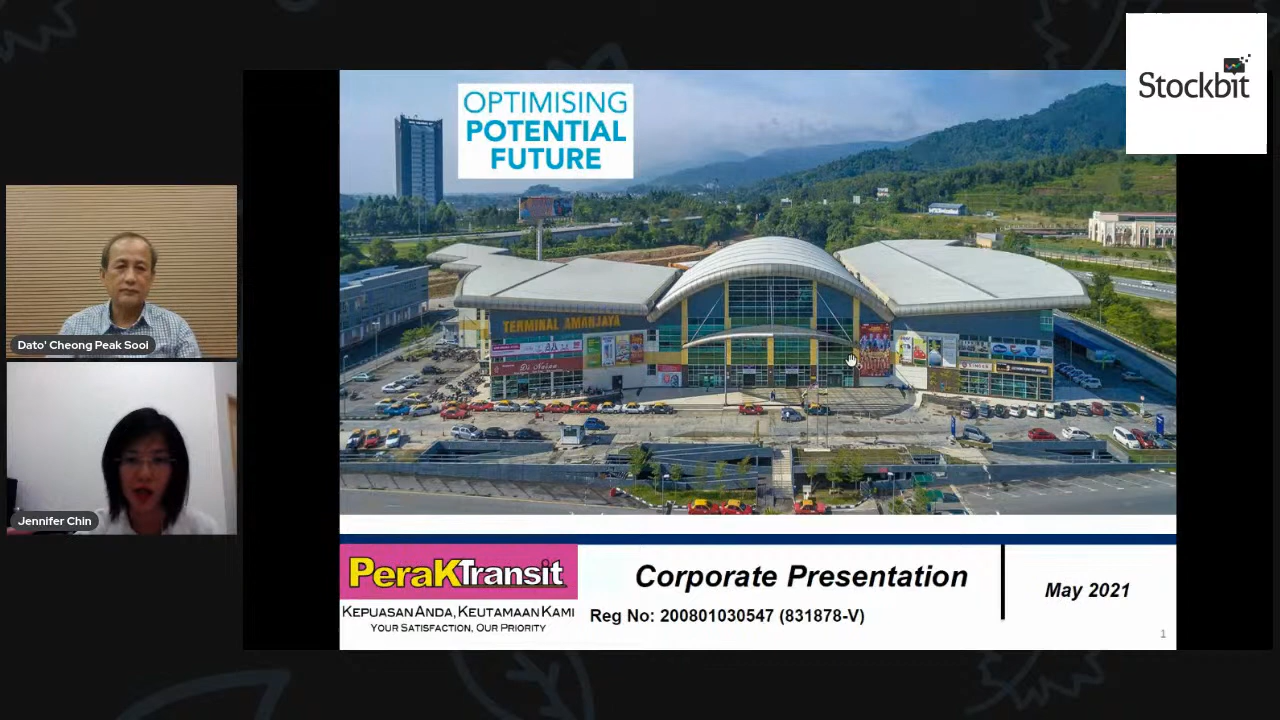 Stockbit
OPTIMISING
POTENTIAL
FUTURE
TERMINAL AMANJAYA
Dato' Cheong Peak Sooi
Jennifer Chin
PeraKTransit
KEPUASAN ANDA, KEUTAMAAN KAMI
YOUR SATISFACTION, OUR PRIORITY
Corporate Presentation
Reg No: 200801030547 (831878-V)
May 2021
1